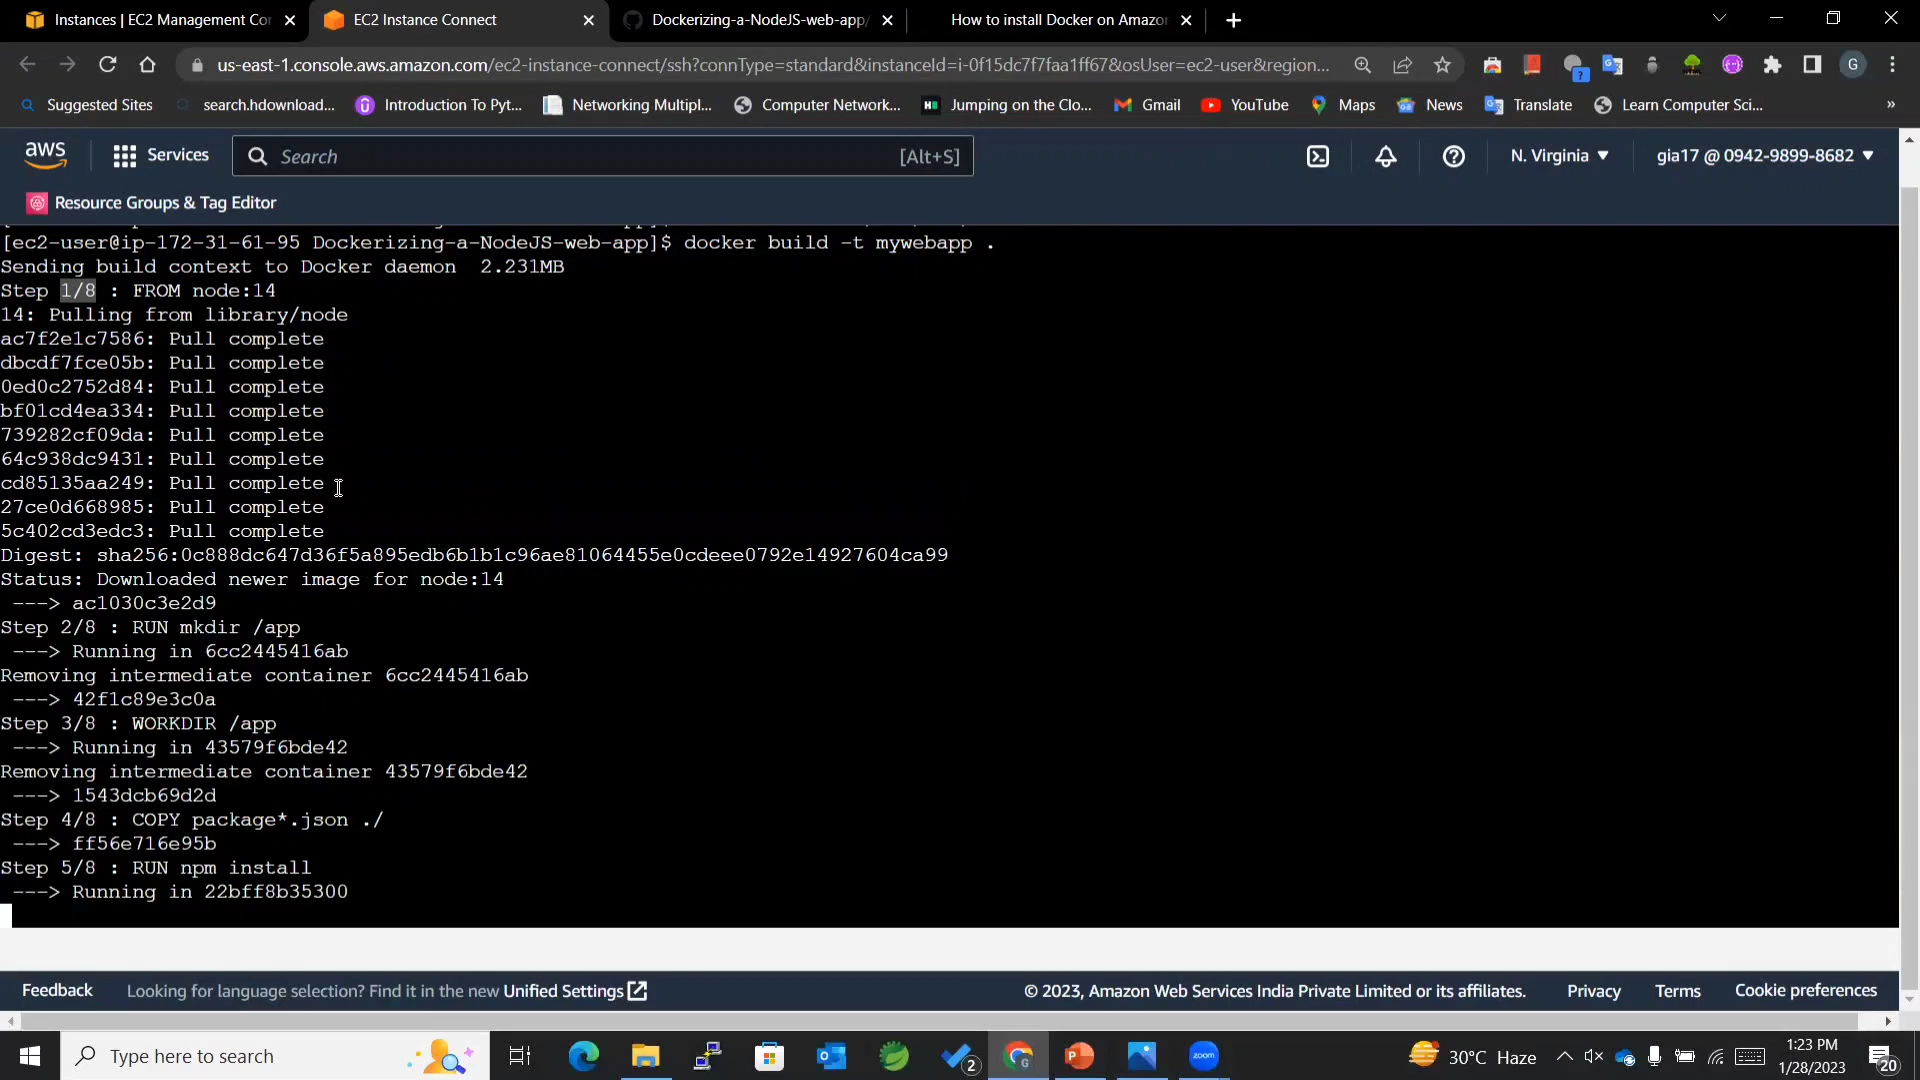 Instances | EC2 Management Cor
EC2 Instance Connect
Dockerizing-a-NodeJS-web-app/
How to install Docker on Amazon
us-east-1.console.aws.amazon.com/ec2-instance-connect/ssh?connType=standard&instanceId=i-0f15dc7f7faa1ff67&osUser=ec2-user&region...
G
Suggested Sites
search.hdownload...
Introduction To Pyt...
Networking Multipl...
Computer Network...
Jumping on the Clo...
Gmail
YouTube
Maps
News
Translate
Learn Computer Sci...
»
aws
Services
Search
[Alt+S]
N. Virginia
gia17 @ 0942-9899-8682
Resource Groups & Tag Editor
[ec2-user@ip-172-31-61-95 Dockerizing-a-NodeJS-web-app]$ docker build -t mywebapp .
Sending build context to Docker daemon  2.231MB
Step 1/8 : FROM node:14
14: Pulling from library/node
ac7f2e1c7586: Pull complete
dbcdf7fce05b: Pull complete
0ed0c2752d84: Pull complete
bf01cd4ea334: Pull complete
739282cf09da: Pull complete
64c938dc9431: Pull complete
cd85135aa249: Pull complete
27ce0d668985: Pull complete
5c402cd3edc3: Pull complete
Digest: sha256:0c888dc647d36f5a895edb6b1b1c96ae81064455e0cdeee0792e14927604ca99
Status: Downloaded newer image for node:14
 ---> ac1030c3e2d9
Step 2/8 : RUN mkdir /app
 ---> Running in 6cc2445416ab
Removing intermediate container 6cc2445416ab
 ---> 42f1c89e3c0a
Step 3/8 : WORKDIR /app
 ---> Running in 43579f6bde42
Removing intermediate container 43579f6bde42
 ---> 1543dcb69d2d
Step 4/8 : COPY package*.json ./
 ---> ff56e716e95b
Step 5/8 : RUN npm install
 ---> Running in 22bff8b35300
Feedback
Looking for language selection? Find it in the new Unified Settings
© 2023, Amazon Web Services India Private Limited or its affiliates.
Privacy
Terms
Cookie preferences
Type here to search
2
zoom
30°C Haze
1:23 PM
1/28/2023
20